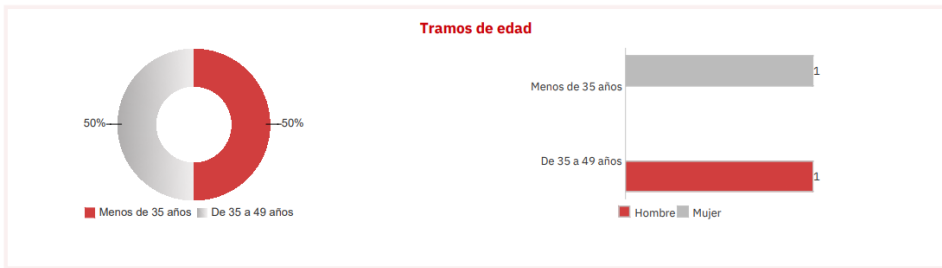 Tramos de edad
50%
50%
Menos de 35 años De 35 a 49 años
Menos de 35 años
1
De 35 a 49 años
1
Hombre Mujer